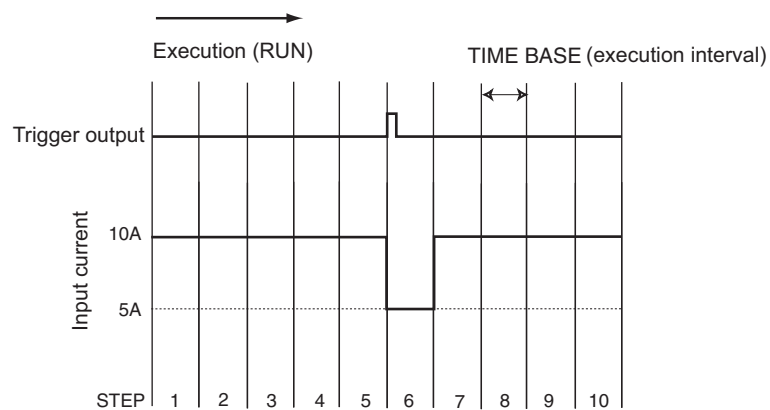 Execution (RUN)
TIME BASE (execution interval)
Trigger output
Input current
10A
5A
STEP 1 2 3 4 5 6 7 8 9 10